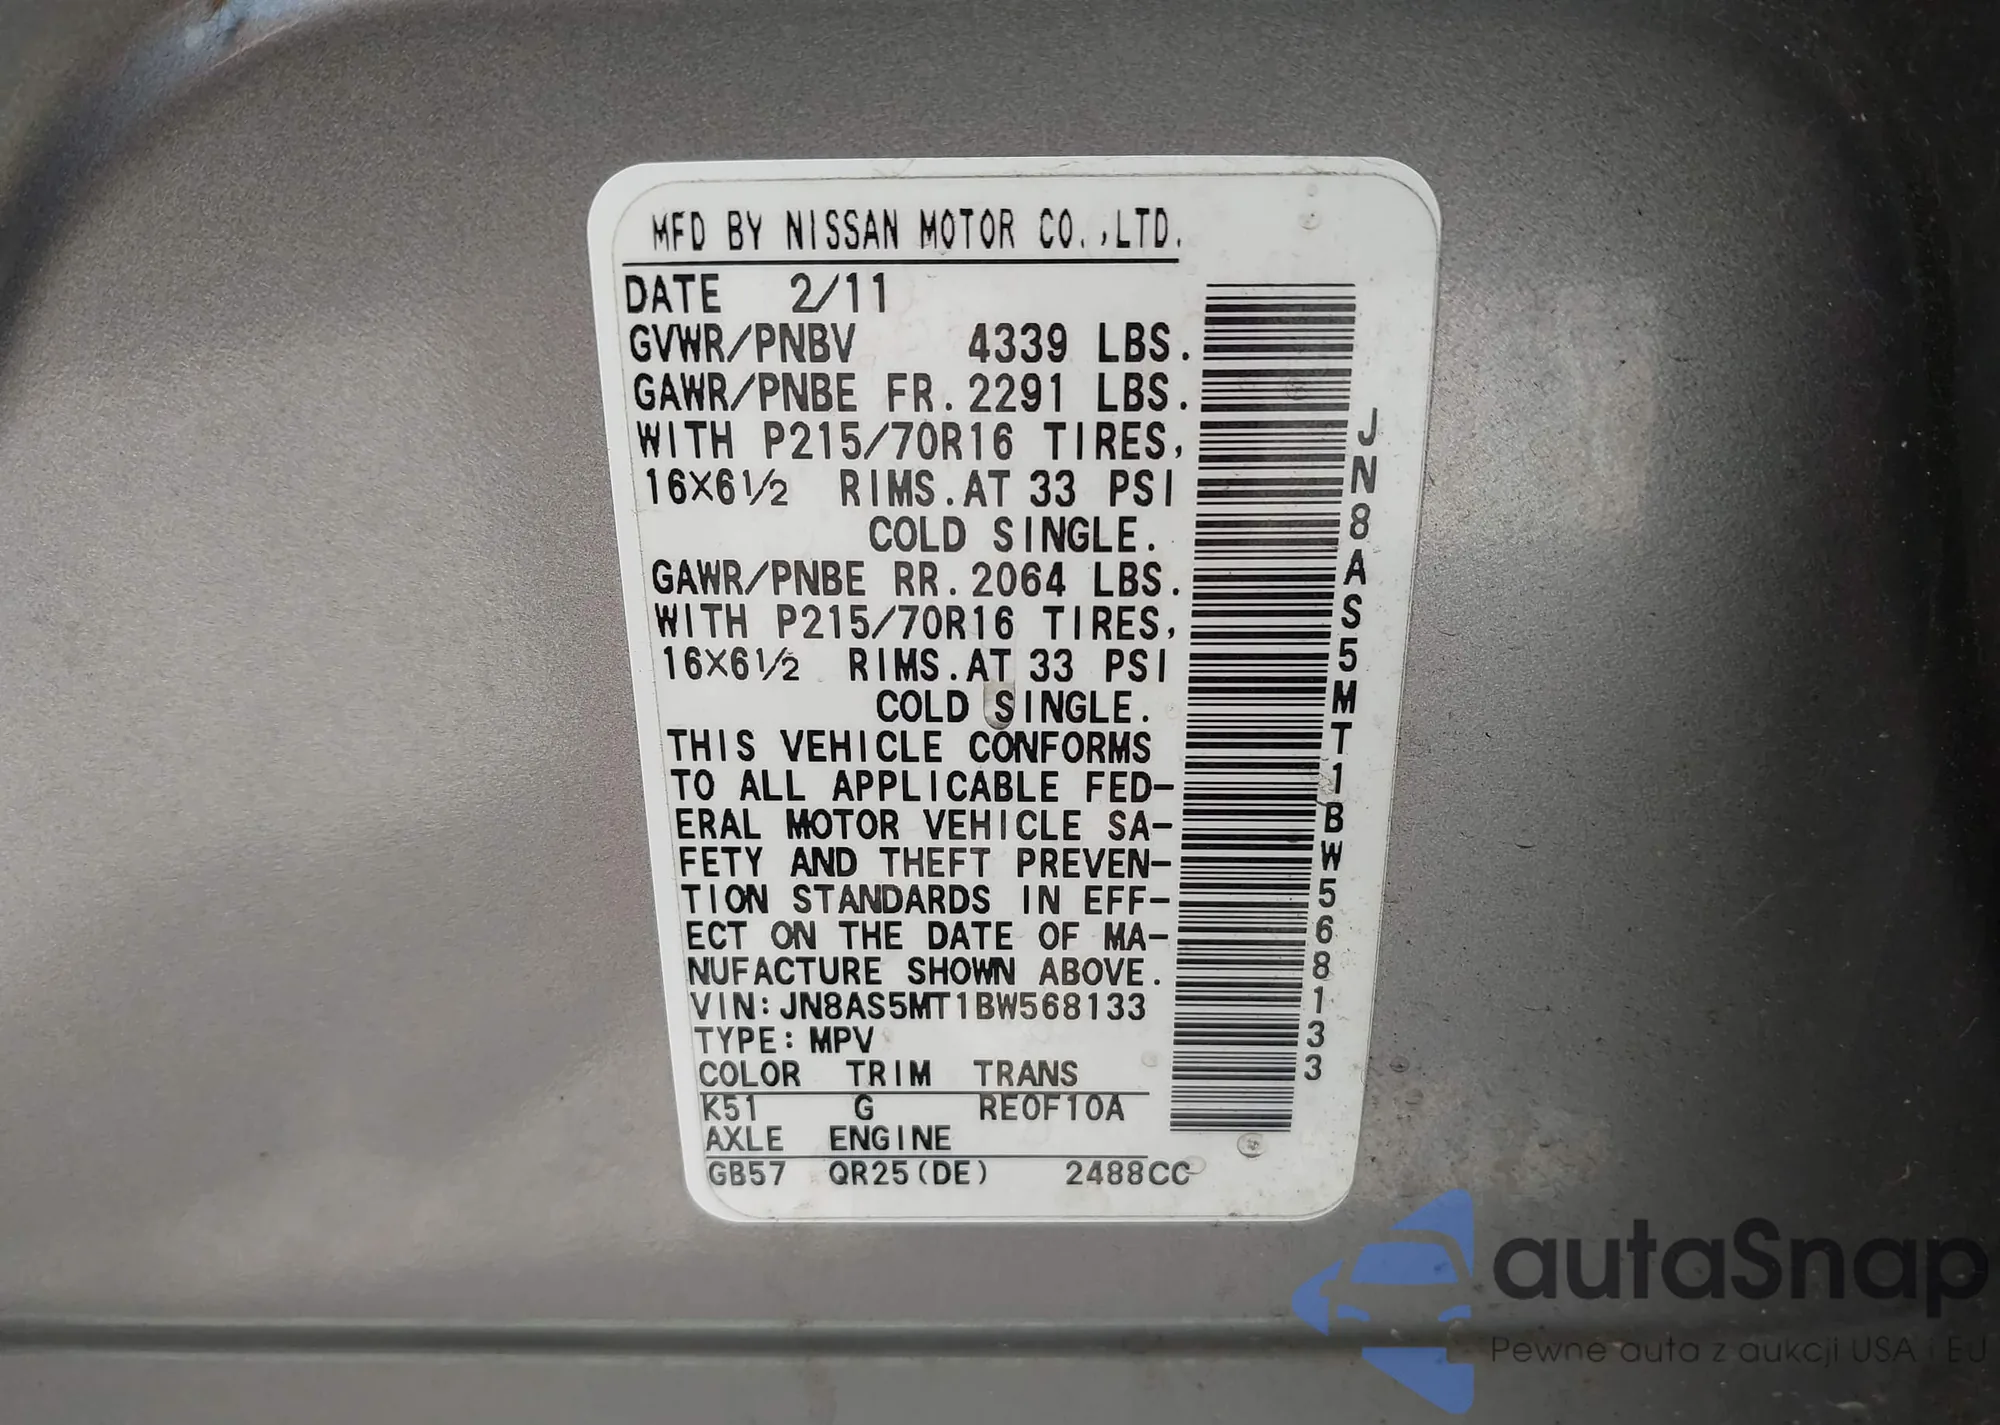 MFD BY NISSAN MOTOR CO.,LTD.
DATE 2/11
GVWR/PNBV 4339 LBS.
GAWR/PNBE FR.2291 LBS.
WITH P215/70R16 TIRES,
16X6½ RIMS.AT 33 PSI
COLD SINGLE.
GAWR/PNBE RR.2064 LBS.
WITH P215/70R16 TIRES,
16X6½ RIMS.AT 33 PSI
COLD SINGLE.
THIS VEHICLE CONFORMS
TO ALL APPLICABLE FED-
ERAL MOTOR VEHICLE SA-
FETY AND THEFT PREVEN-
TION STANDARDS IN EFF-
ECT ON THE DATE OF MA-
NUFACTURE SHOWN ABOVE.
VIN:JN8AS5MT1BW568133
TYPE:MPV
COLOR TRIM TRANS
K51 G RE0F10A
AXLE ENGINE
GB57 QR25(DE) 2488CC
JN8AS5MT1BW568133
autaSnap
Pewne auta z aukcji USA i EU